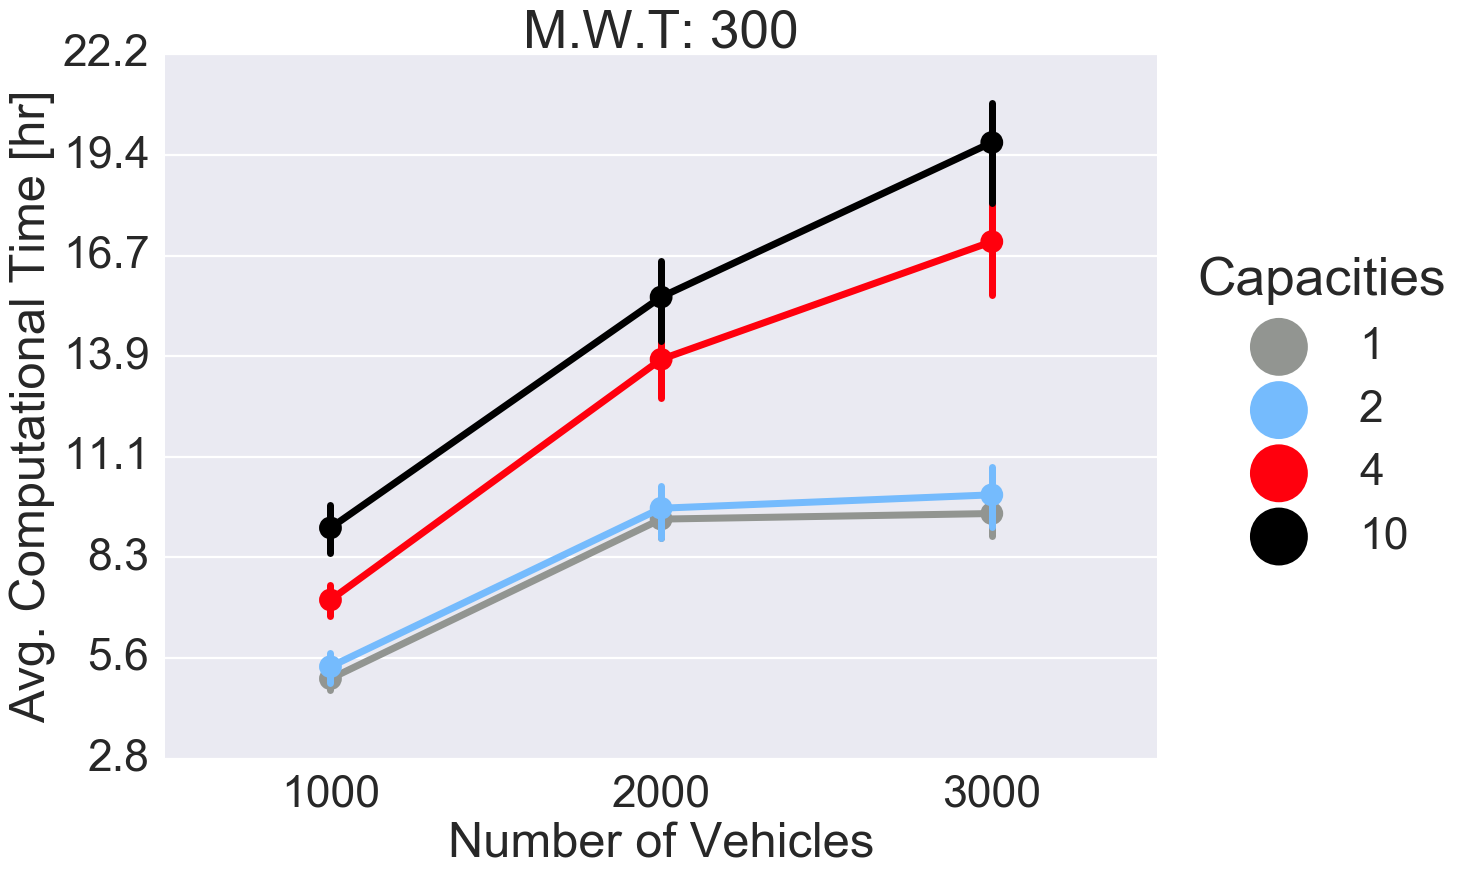 M.W.T: 300
Avg. Computational Time [hr]
22.2
19.4
16.7
13.9
11.1
8.3
5.6
2.8
1000 2000 3000
Number of Vehicles
Capacities
1
2
4
10